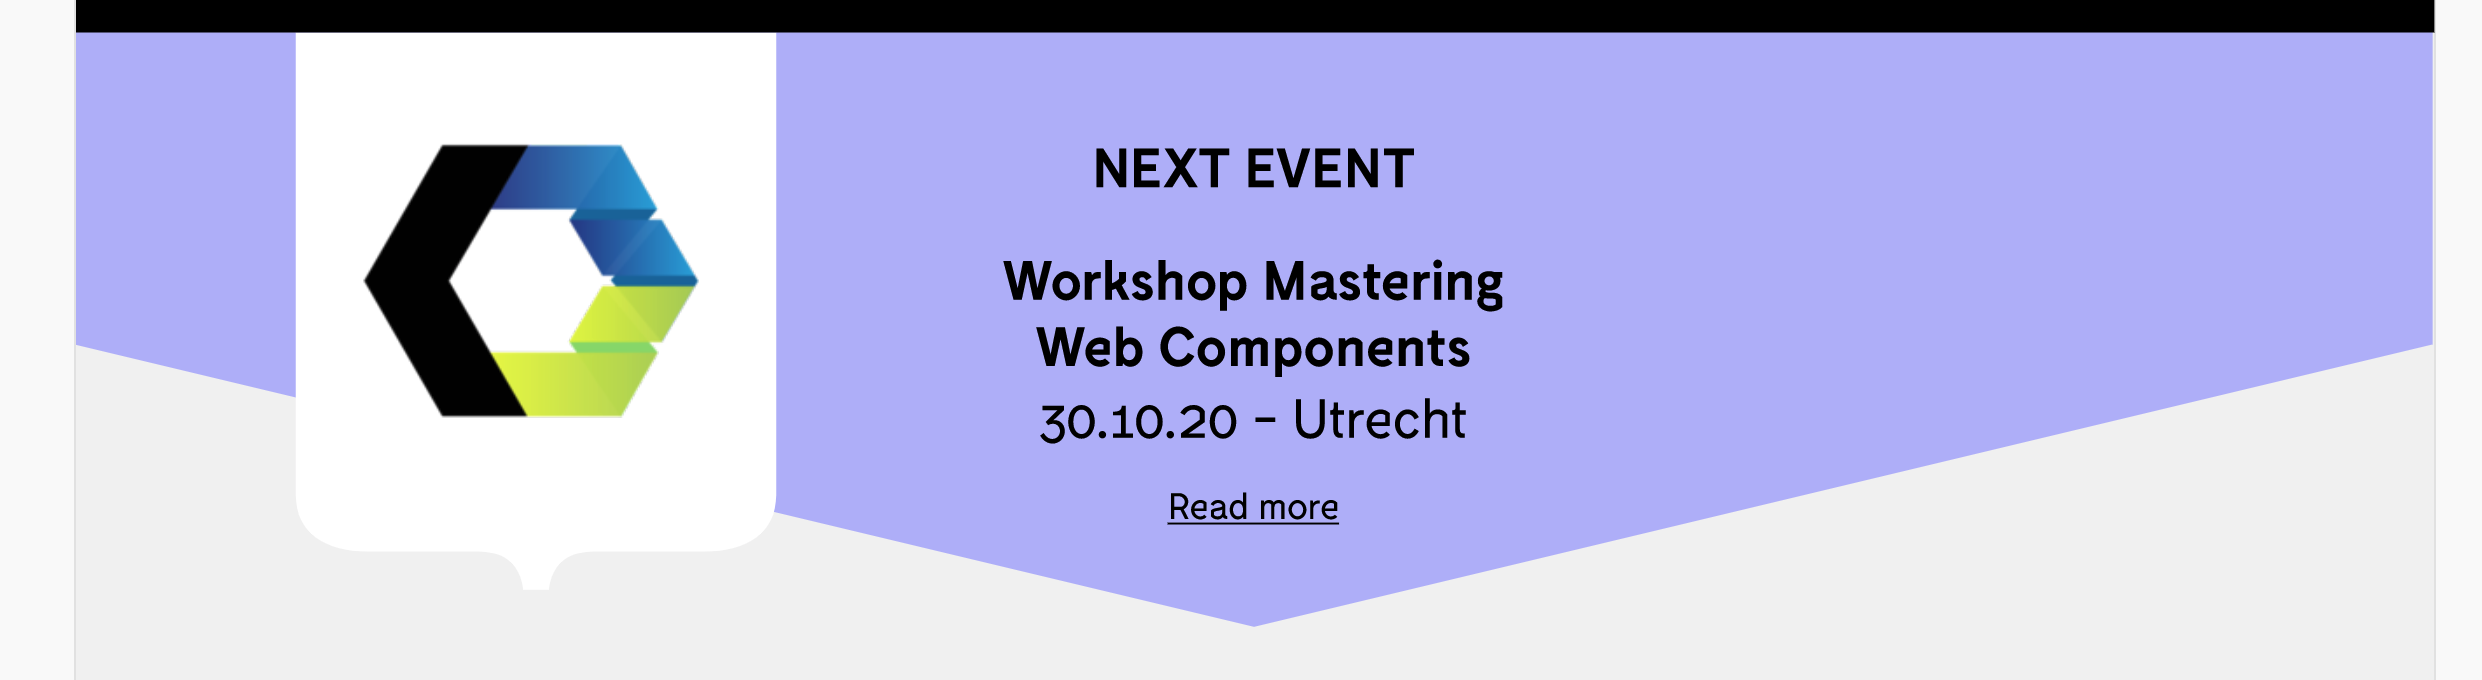 NEXT EVENT
Workshop Mastering
Web Components
30.10.20 – Utrecht
Read more